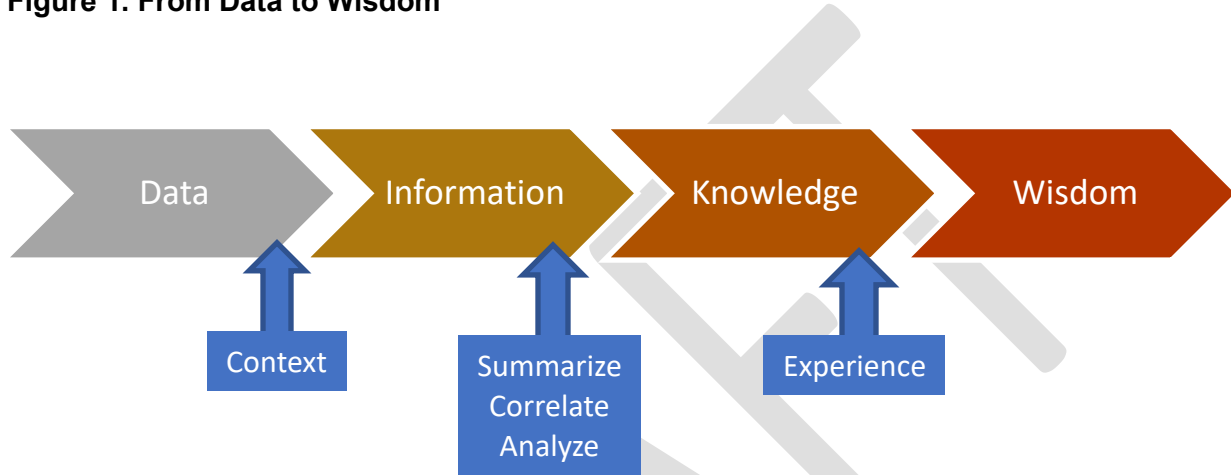 Figure 1. From Data to Wisdom
Data
Information
Knowledge
Wisdom
Context
Summarize
Correlate
Analyze
Experience